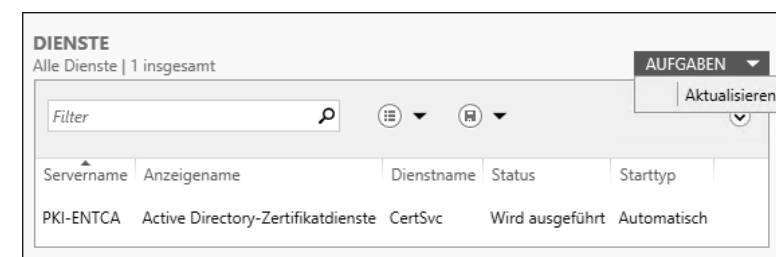 DIENSTE
Alle Dienste | 1 insgesamt
AUFGABEN
Aktualisieren
Filter
Servername Anzeigename Dienstname Status Starttyp
PKI-ENTCA Active Directory-Zertifikatdienste CertSvc Wird ausgeführt Automatisch